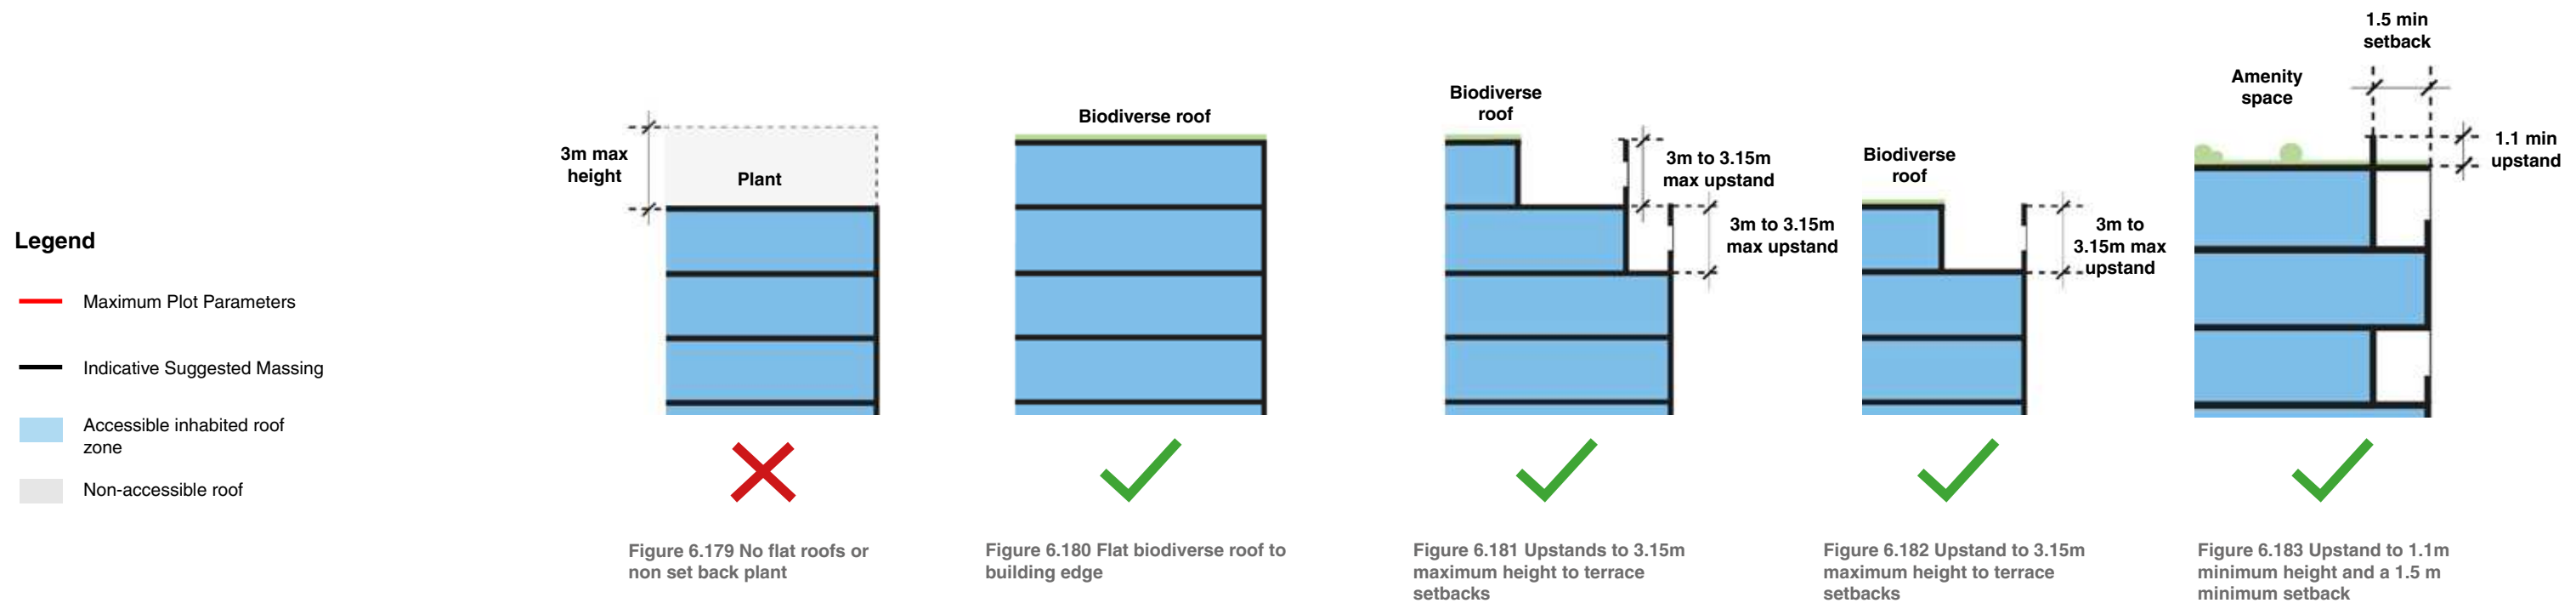 Legend
Maximum Plot Parameters
Indicative Suggested Massing
Accessible inhabited roof
zone
Non-accessible roof
3m max
height
Plant
Figure 6.179 No flat roofs or
non set back plant
Biodiverse roof
Figure 6.180 Flat biodiverse roof to
building edge
Biodiverse
roof
3m to 3.15m
max upstand
3m to 3.15m
max upstand
Figure 6.181 Upstands to 3.15m
maximum height to terrace
setbacks
Biodiverse
roof
3m to
3.15m max
upstand
Figure 6.182 Upstand to 3.15m
maximum height to terrace
setbacks
1.5 min
setback
Amenity
space
1.1 min
upstand
Figure 6.183 Upstand to 1.1m
minimum height and a 1.5 m
minimum setback